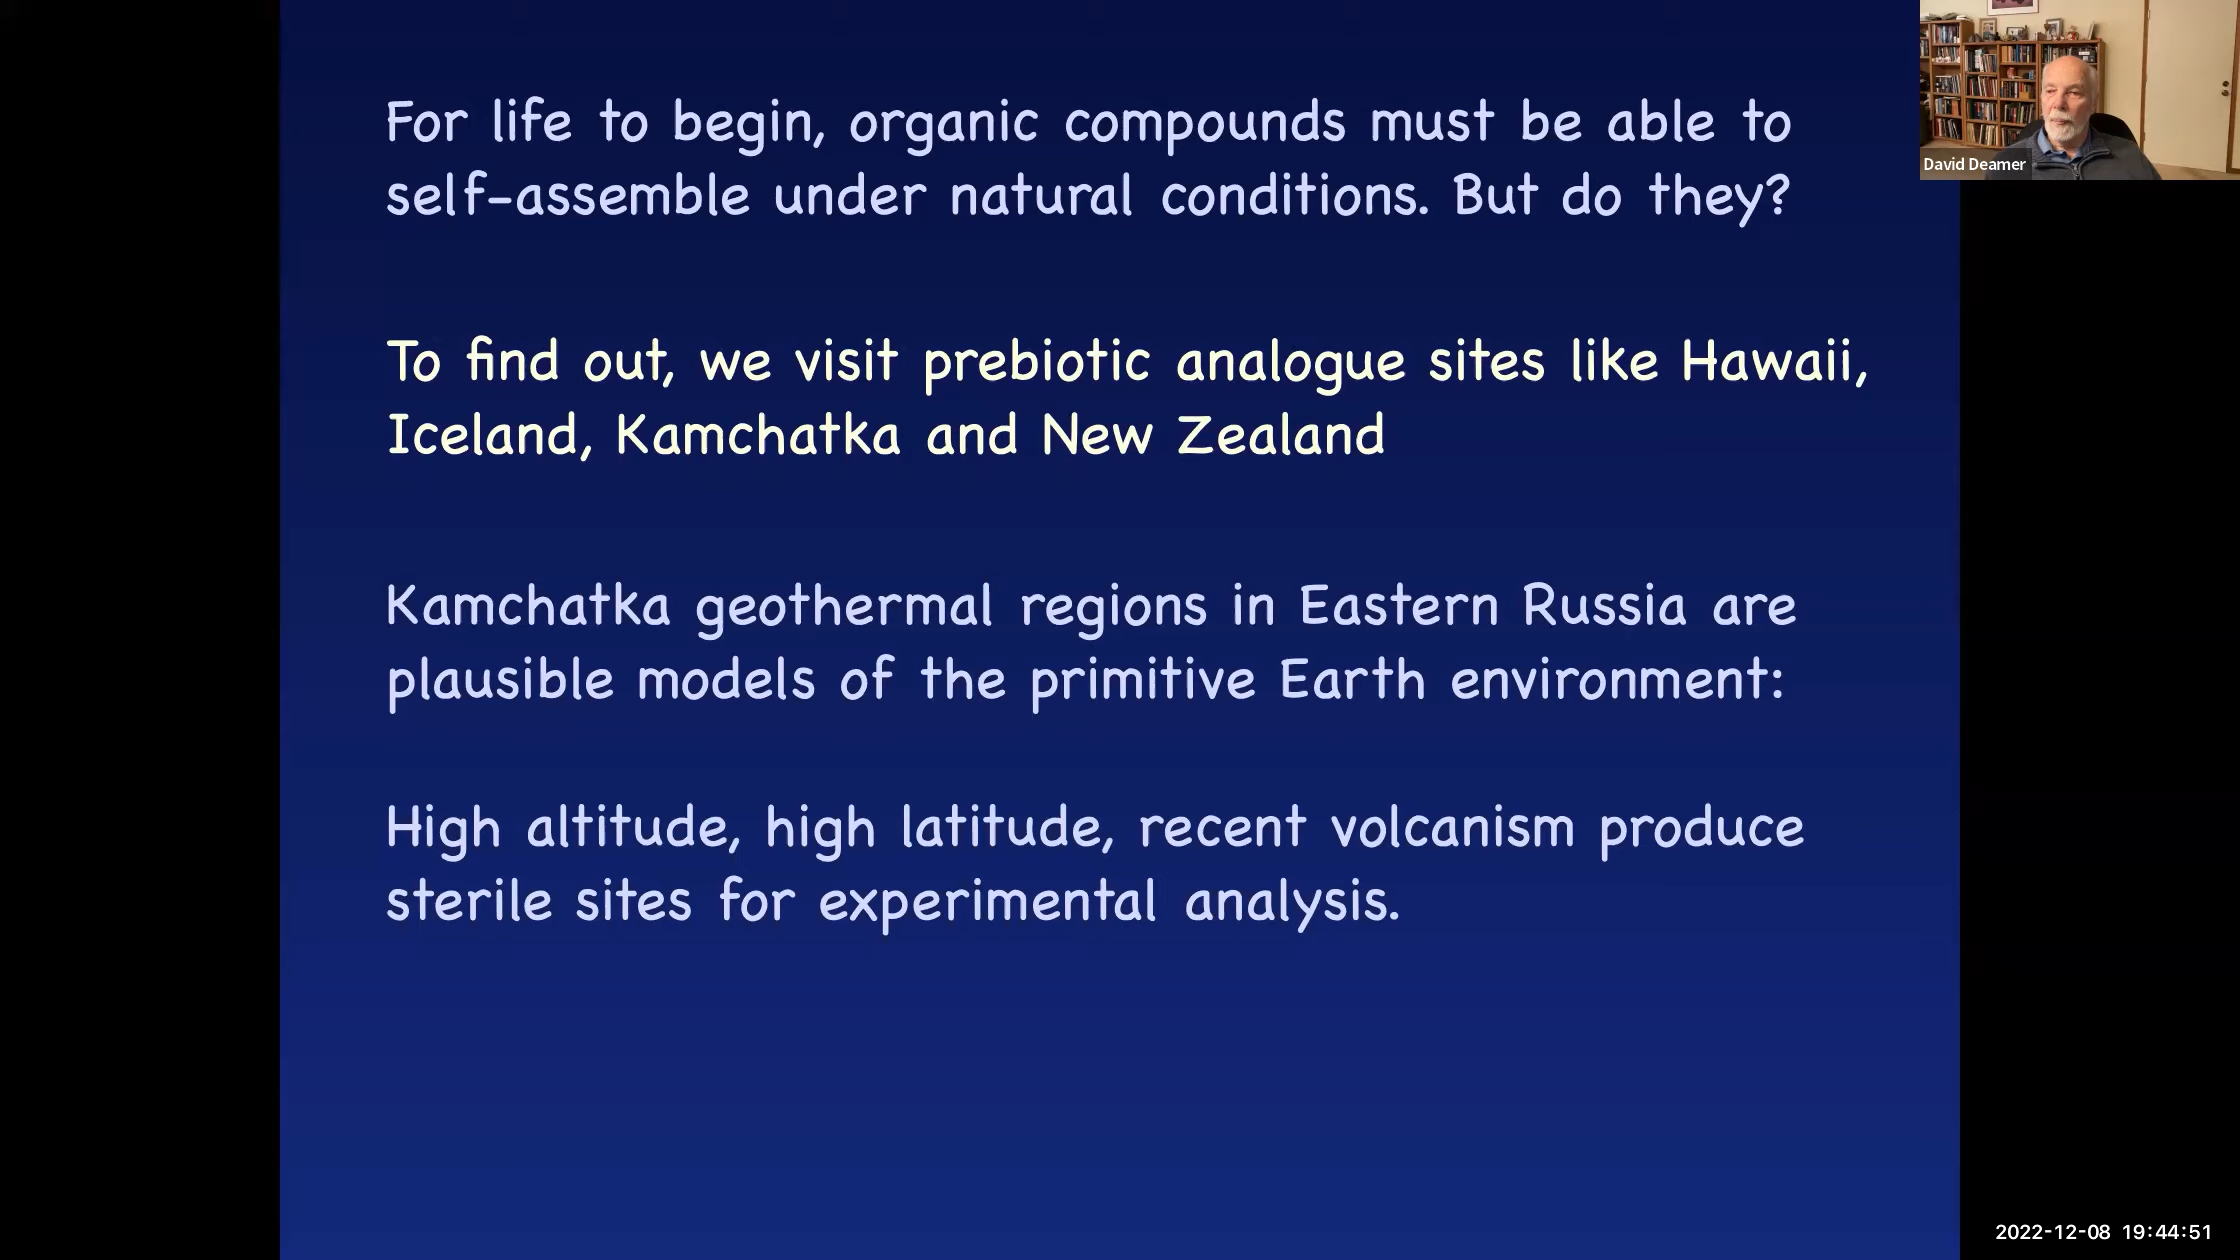 For life to begin, organic compounds must be able to
self-assemble under natural conditions. But do they?
To find out, we visit prebiotic analogue sites like Hawaii,
Iceland, Kamchatka and New Zealand
Kamchatka geothermal regions in Eastern Russia are
plausible models of the primitive Earth environment:
High altitude, high latitude, recent volcanism produce
sterile sites for experimental analysis.
David Deamer
2022-12-08 19:44:51